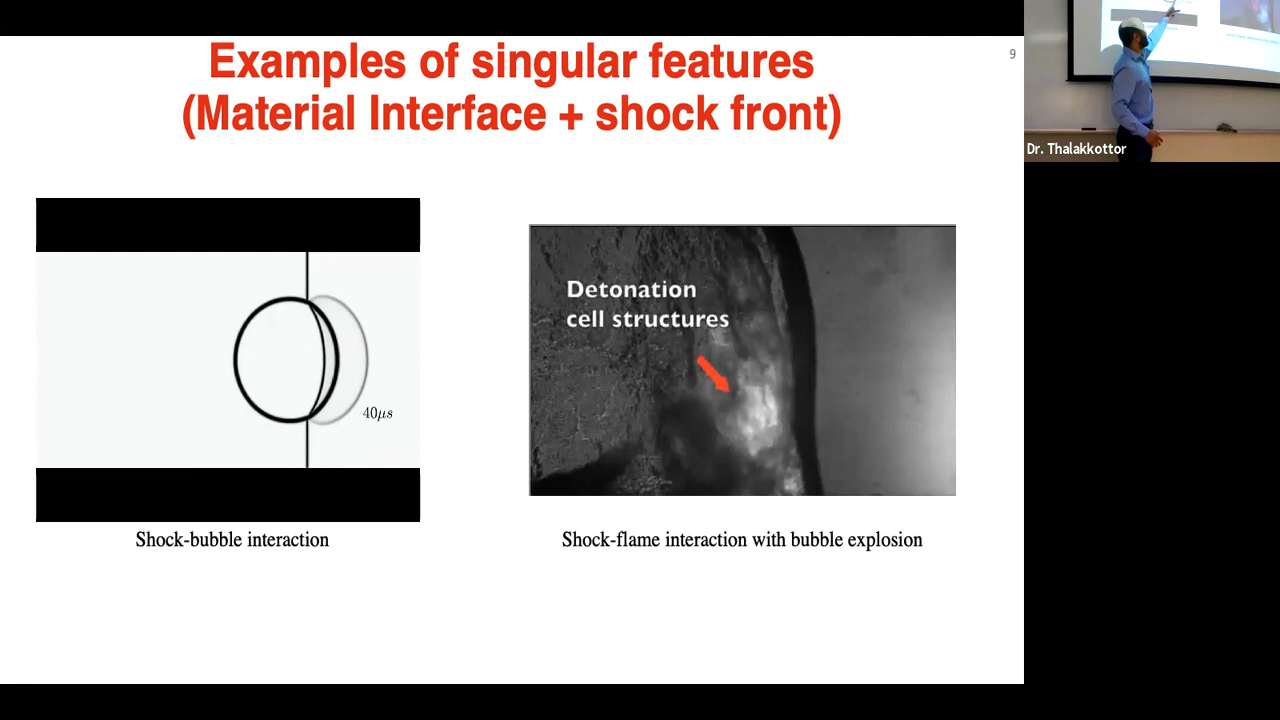 Examples of singular features
(Material Interface + shock front)
9
Dr. Thalakkottor
Detonation
cell structures
40μs
Shock-bubble interaction
Shock-flame interaction with bubble explosion